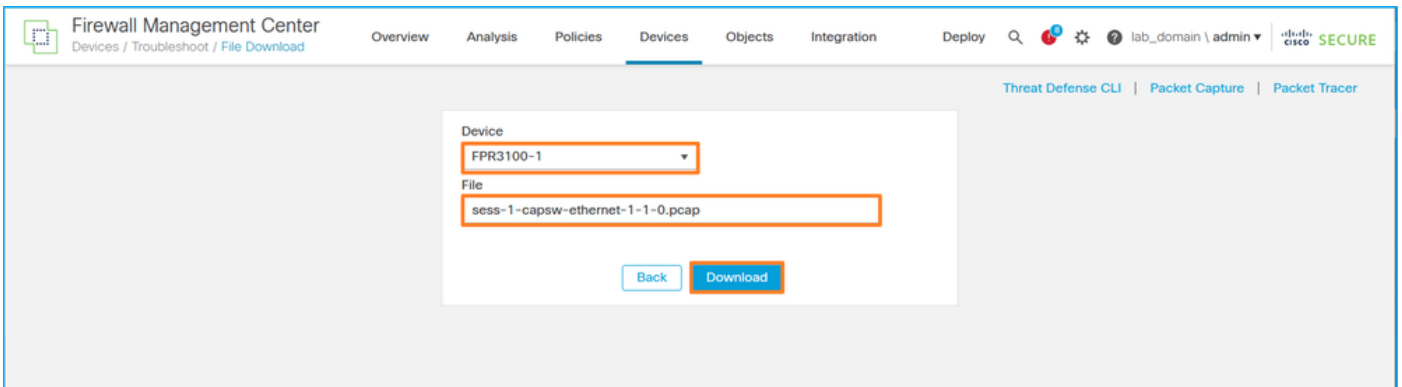 Firewall Management Center
Devices / Troubleshoot / File Download
Overview Analysis Policies Devices Objects Integration Deploy lab_domain \ admin cisco SECURE
Threat Defense CLI | Packet Capture | Packet Tracer
Device
FPR3100-1
File
sess-1-capsw-ethernet-1-1-0.pcap
Back Download